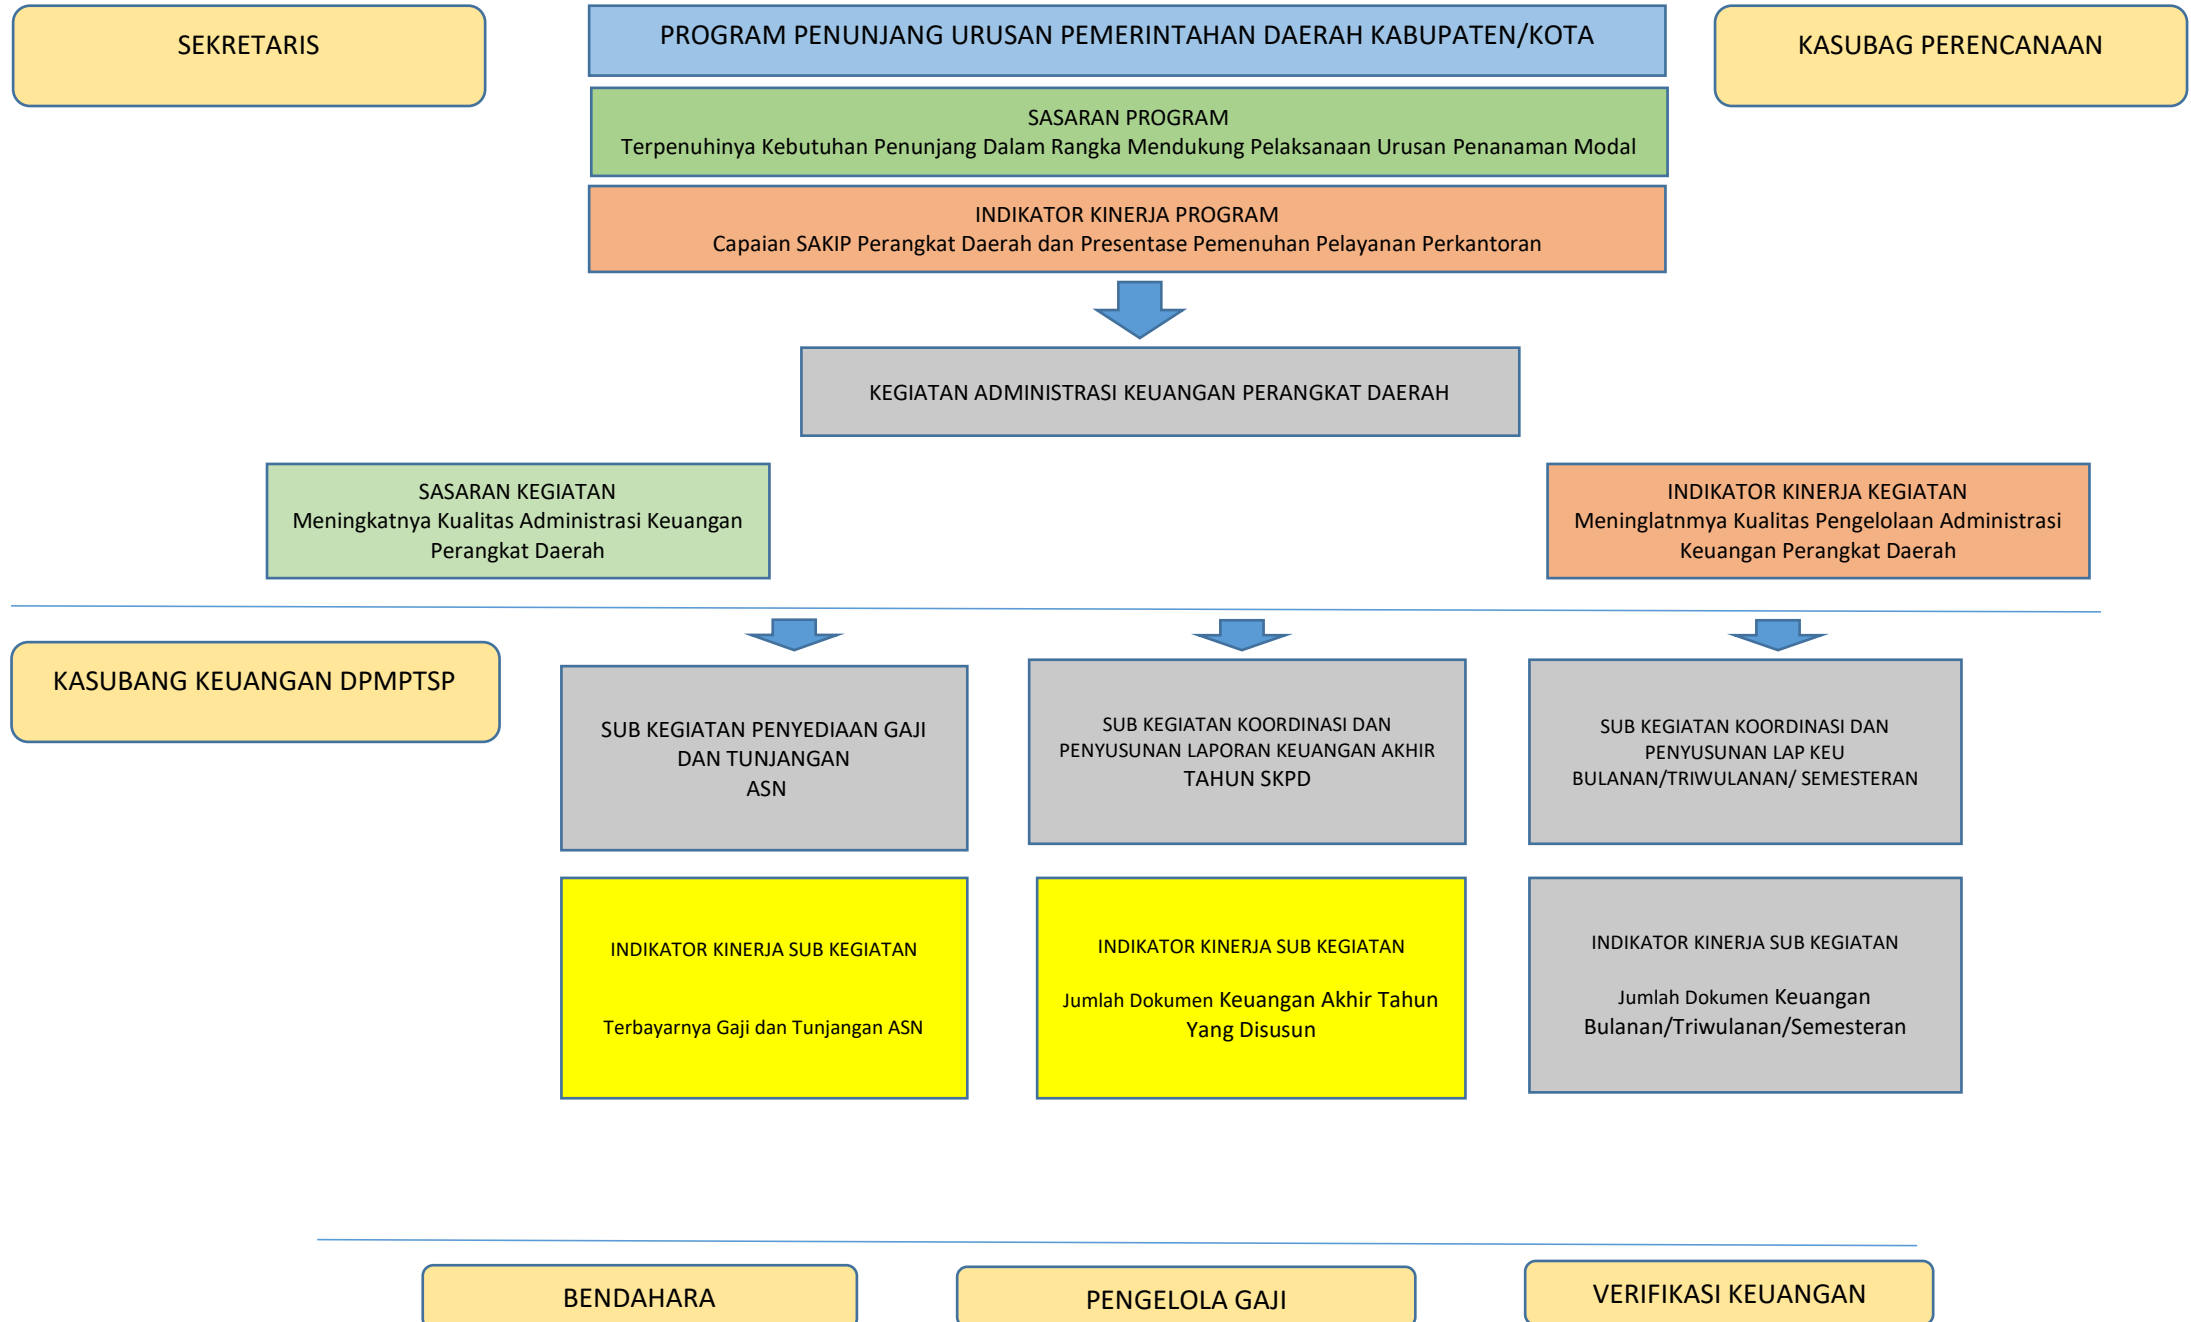 SEKRETARIS
PROGRAM PENUNJANG URUSAN PEMERINTAHAN DAERAH KABUPATEN/KOTA
KASUBAG PERENCANAAN
SASARAN PROGRAM
Terpenuhinya Kebutuhan Penunjang Dalam Rangka Mendukung Pelaksanaan Urusan Penanaman Modal
INDIKATOR KINERJA PROGRAM
Capaian SAKIP Perangkat Daerah dan Presentase Pemenuhan Pelayanan Perkantoran
KEGIATAN ADMINISTRASI KEUANGAN PERANGKAT DAERAH
SASARAN KEGIATAN
Meningkatnya Kualitas Administrasi Keuangan
Perangkat Daerah
INDIKATOR KINERJA KEGIATAN
Meninglatnmya Kualitas Pengelolaan Administrasi
Keuangan Perangkat Daerah
KASUBANG KEUANGAN DPMPTSP
SUB KEGIATAN PENYEDIAAN GAJI
DAN TUNJANGAN
ASN
SUB KEGIATAN KOORDINASI DAN
PENYUSUNAN LAPORAN KEUANGAN AKHIR
TAHUN SKPD
SUB KEGIATAN KOORDINASI DAN
PENYUSUNAN LAP KEU
BULANAN/TRIWULANAN/ SEMESTERAN
INDIKATOR KINERJA SUB KEGIATAN
Terbayarnya Gaji dan Tunjangan ASN
INDIKATOR KINERJA SUB KEGIATAN
Jumlah Dokumen Keuangan Akhir Tahun
Yang Disusun
INDIKATOR KINERJA SUB KEGIATAN
Jumlah Dokumen Keuangan
Bulanan/Triwulanan/Semesteran
BENDAHARA
PENGELOLA GAJI
VERIFIKASI KEUANGAN